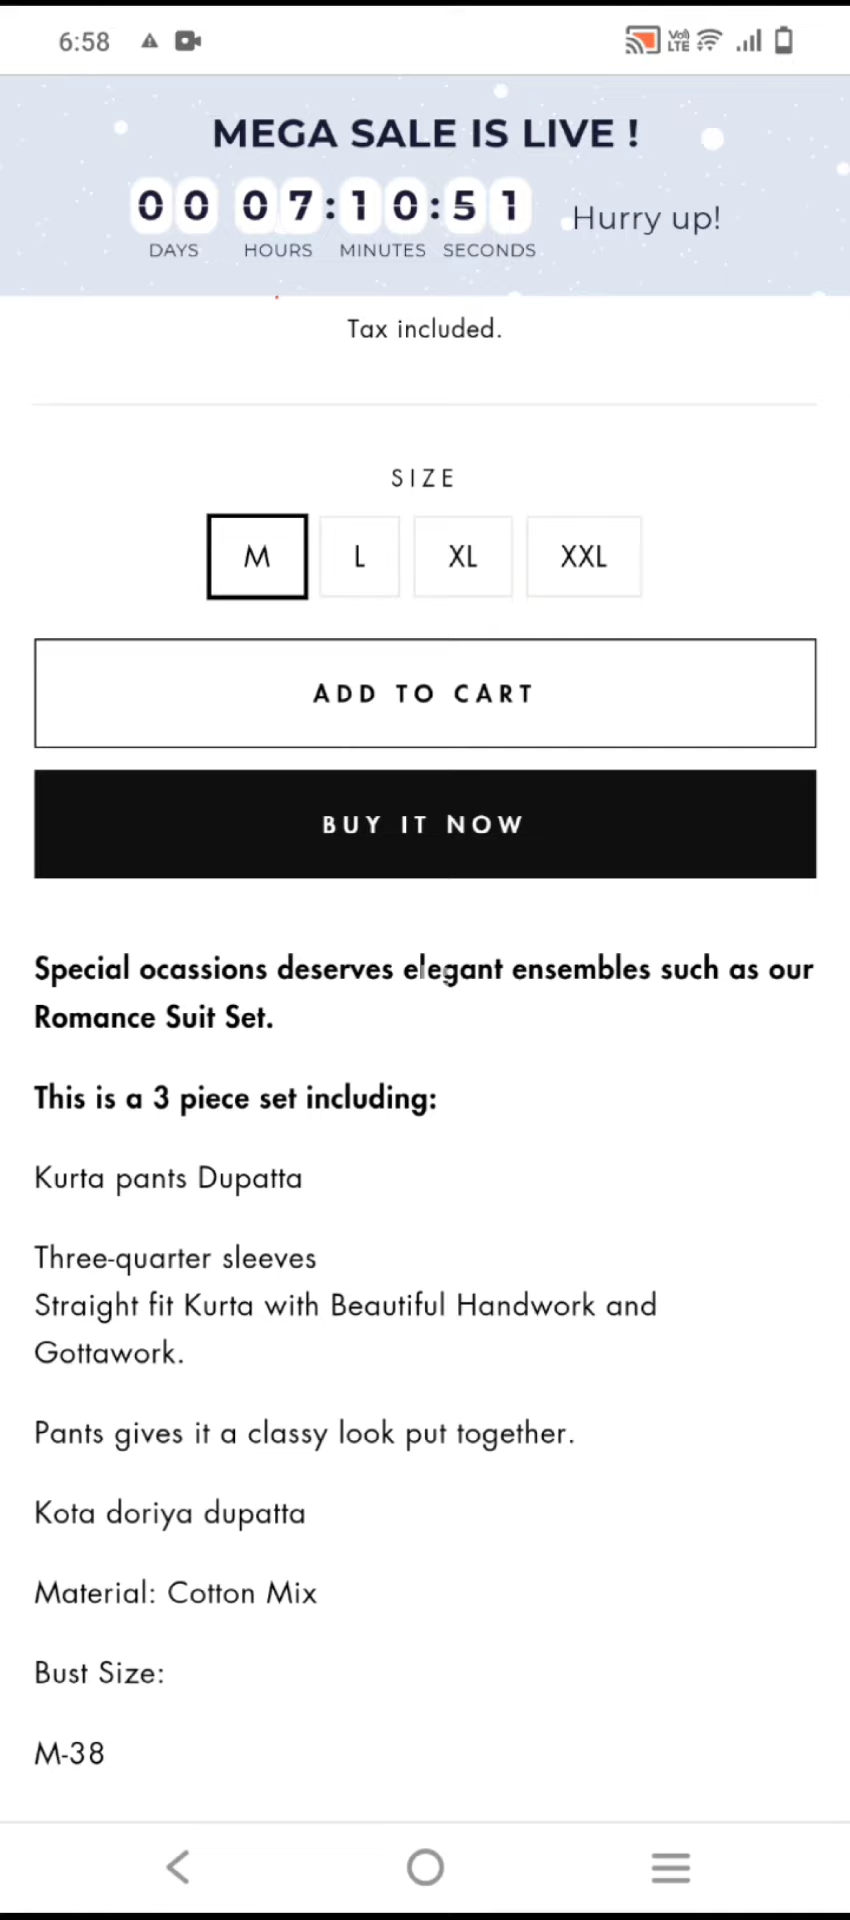 6:58
Vo) LTE
MEGA SALE IS LIVE !
00 07:10:51 Hurry up!
DAYS HOURS MINUTES SECONDS
Tax included.
SIZE
M L XL XXL
ADD TO CART
BUY IT NOW
Special ocassions deserves elegant ensembles such as our
Romance Suit Set.
This is a 3 piece set including:
Kurta pants Dupatta
Three-quarter sleeves
Straight fit Kurta with Beautiful Handwork and
Gottawork.
Pants gives it a classy look put together.
Kota doriya dupatta
Material: Cotton Mix
Bust Size:
M-38